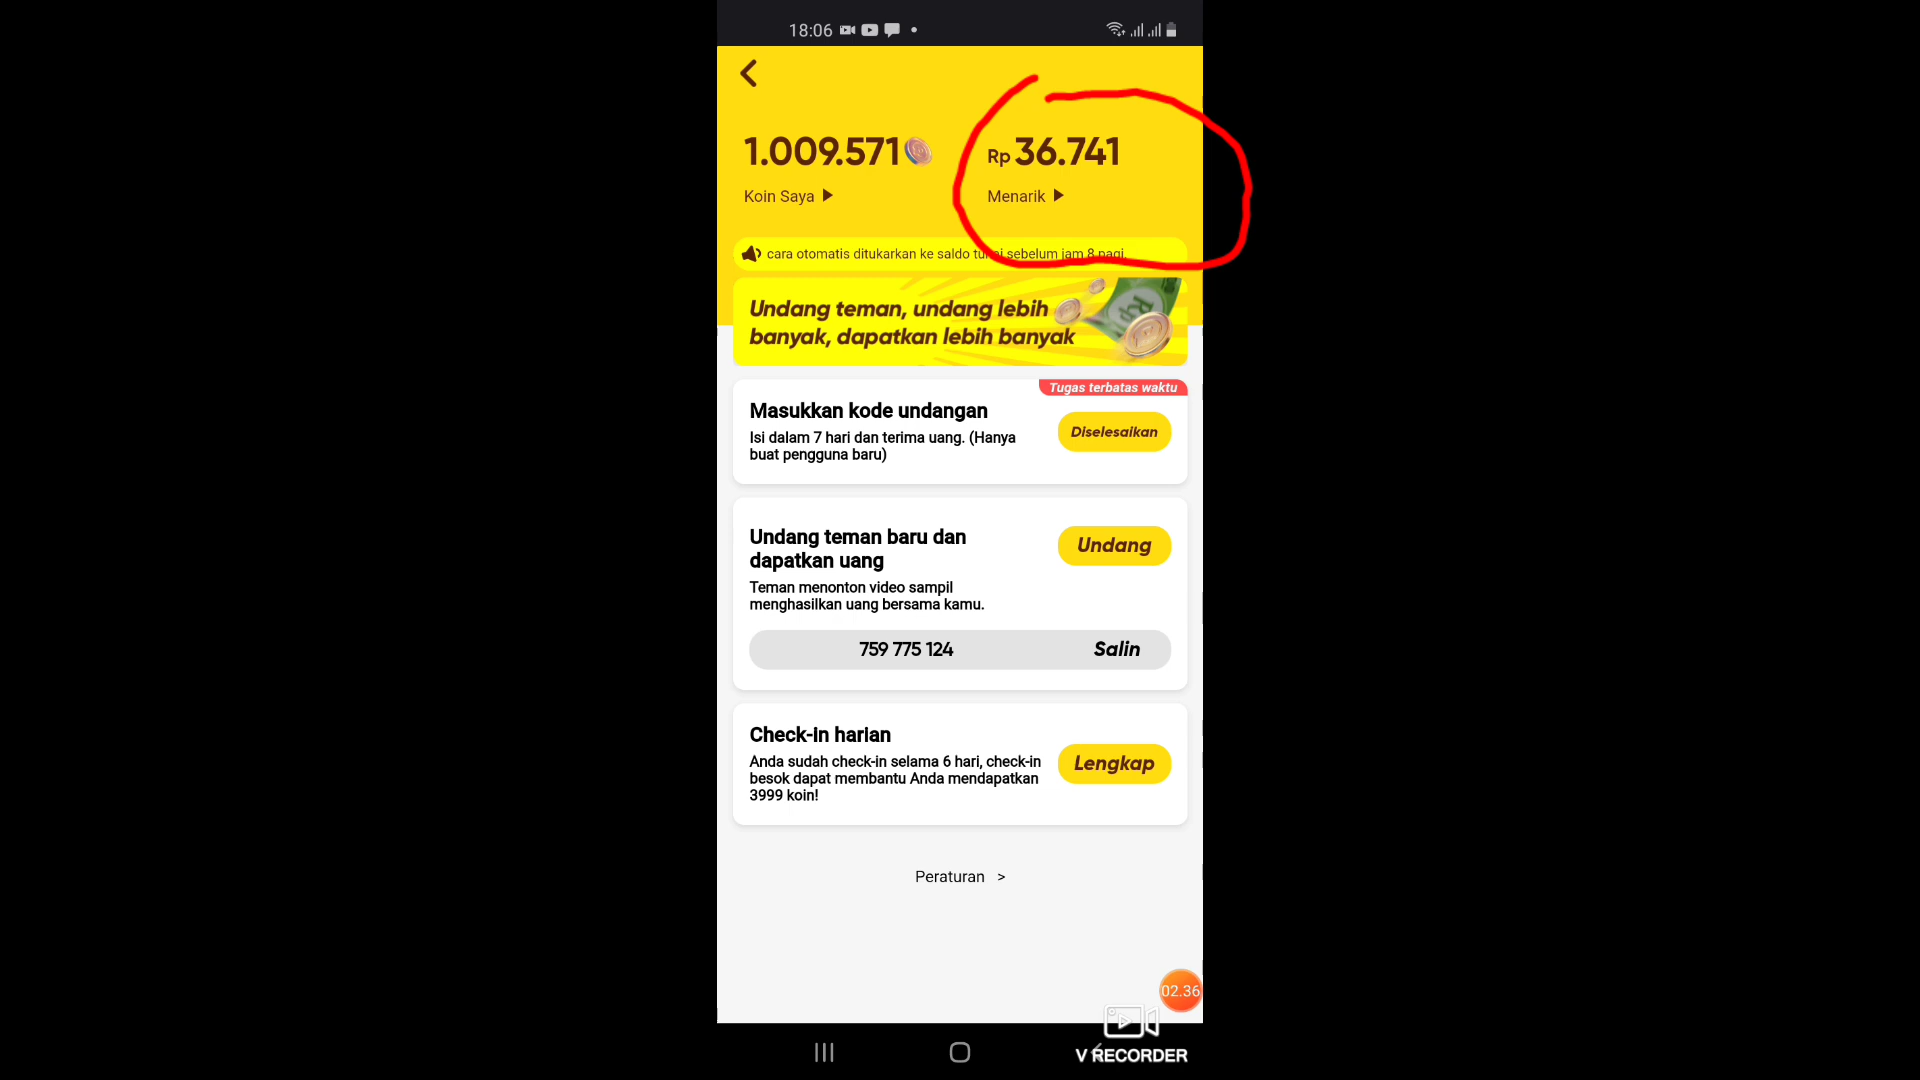 18:06
1.009.571
Rp 36.741
Koin Saya
Menarik
cara otomatis ditukarkan ke saldo tunai sebelum jam 8 pagi.
Undang teman, undang lebih
banyak, dapatkan lebih banyak
Tugas terbatas waktu
Masukkan kode undangan
Isi dalam 7 hari dan terima uang. (Hanya
buat pengguna baru)
Diselesaikan
Undang teman baru dan
dapatkan uang
Undang
Teman menonton video sampil
menghasilkan uang bersama kamu.
759 775 124
Salin
Check-in harian
Anda sudah check-in selama 6 hari, check-in
besok dapat membantu Anda mendapatkan
3999 koin!
Lengkap
Peraturan >
02.36
V RECORDER